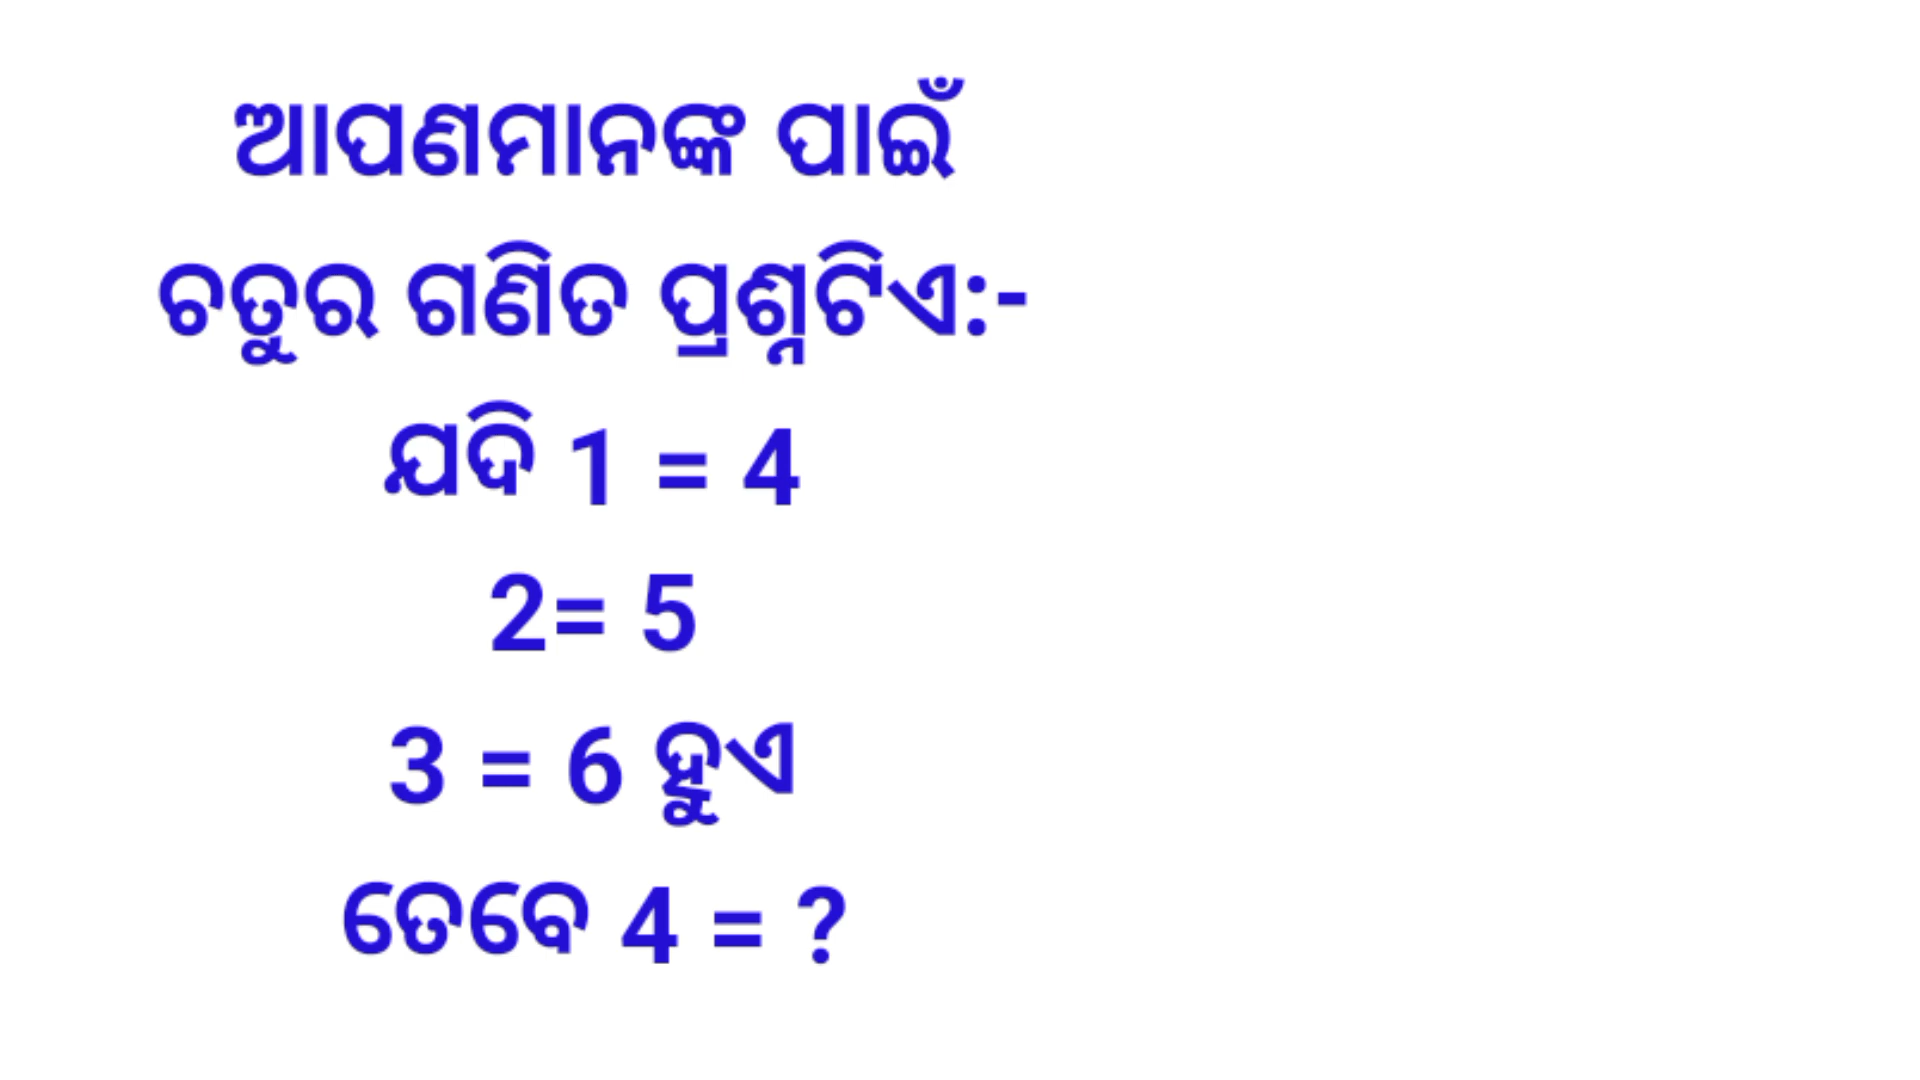 ଆପଣମାନଙ୍କ ପାଇଁ
ଚତୁର ଗଣିତ ପ୍ରଶ୍ନଟିଏ:-
ଯଦି 1 = 4
2= 5
3 = 6 ହୁଏ
ତେବେ 4 = ?